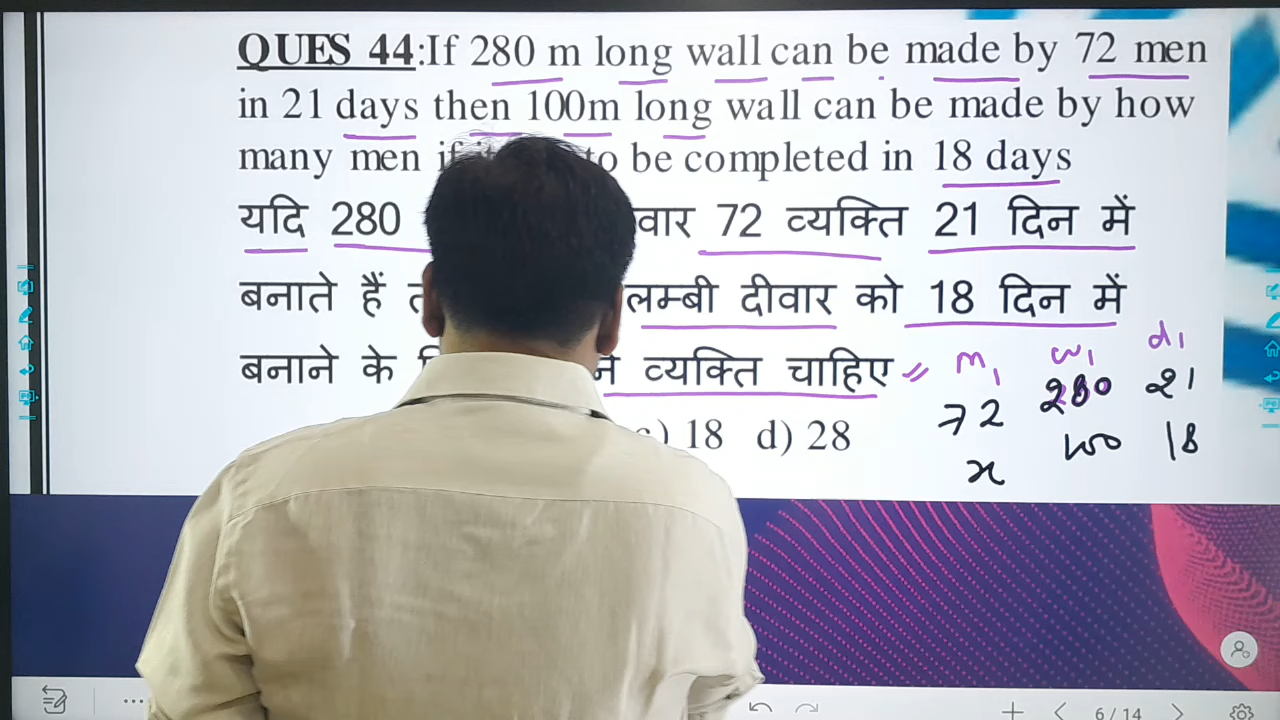 QUES 44:If 280 m long wall can be made by 72 men
in 21 days then 100m long wall can be made by how
many men to be completed in 18 days
यदि 280 72 व्यक्ति 21 दिन में
बनाते हैं लम्बी दीवार को 18 दिन में
बनाने के व्यक्ति चाहिए = m1 w1 d1
72 280 21
) 18 d) 28
x 100 18
6/14